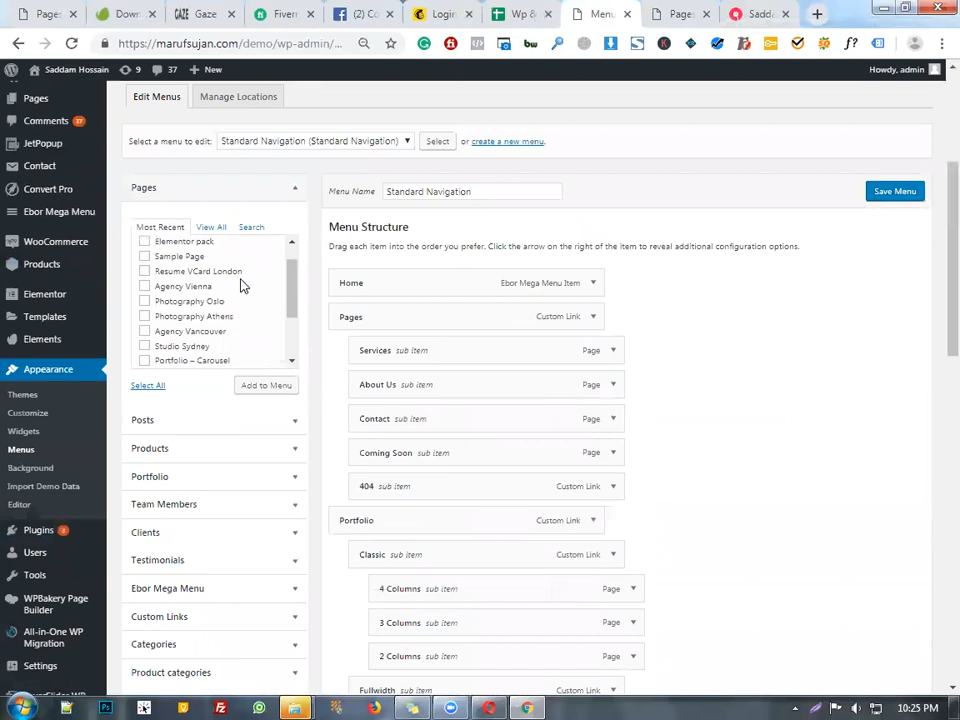 Pages
Down
GAZE Gaze
Fiverr
(2) Co
Login
Wp &
Menu
Pages
Sadda
https://marufsujan.com/demo/wp-admin/...
Saddam Hossain
9
37
New
Howdy, admin
Pages
Comments 37
JetPopup
Contact
Convert Pro
Ebor Mega Menu
WooCommerce
Products
Elementor
Templates
Elements
Appearance
Themes
Customize
Widgets
Menus
Background
Import Demo Data
Editor
Plugins
Users
Tools
WPBakery Page
Builder
All-in-One WP
Migration
Settings
Edit Menus
Manage Locations
Select a menu to edit: Standard Navigation (Standard Navigation) Select or create a new menu.
Pages
Most Recent View All Search
Elementor pack
Sample Page
Resume VCard London
Agency Vienna
Photography Oslo
Photography Athens
Agency Vancouver
Studio Sydney
Portfolio – Carousel
Select All Add to Menu
Posts
Products
Portfolio
Team Members
Clients
Testimonials
Ebor Mega Menu
Custom Links
Categories
Product categories
Menu Name Standard Navigation Save Menu
Menu Structure
Drag each item into the order you prefer. Click the arrow on the right of the item to reveal additional configuration options.
Home Ebor Mega Menu Item
Pages Custom Link
Services sub item Page
About Us sub item Page
Contact sub item Page
Coming Soon sub item Page
404 sub item Custom Link
Portfolio Custom Link
Classic sub item Custom Link
4 Columns sub item Page
3 Columns sub item Page
2 Columns sub item Page
Fullwidth sub item Custom Link
10:25 PM